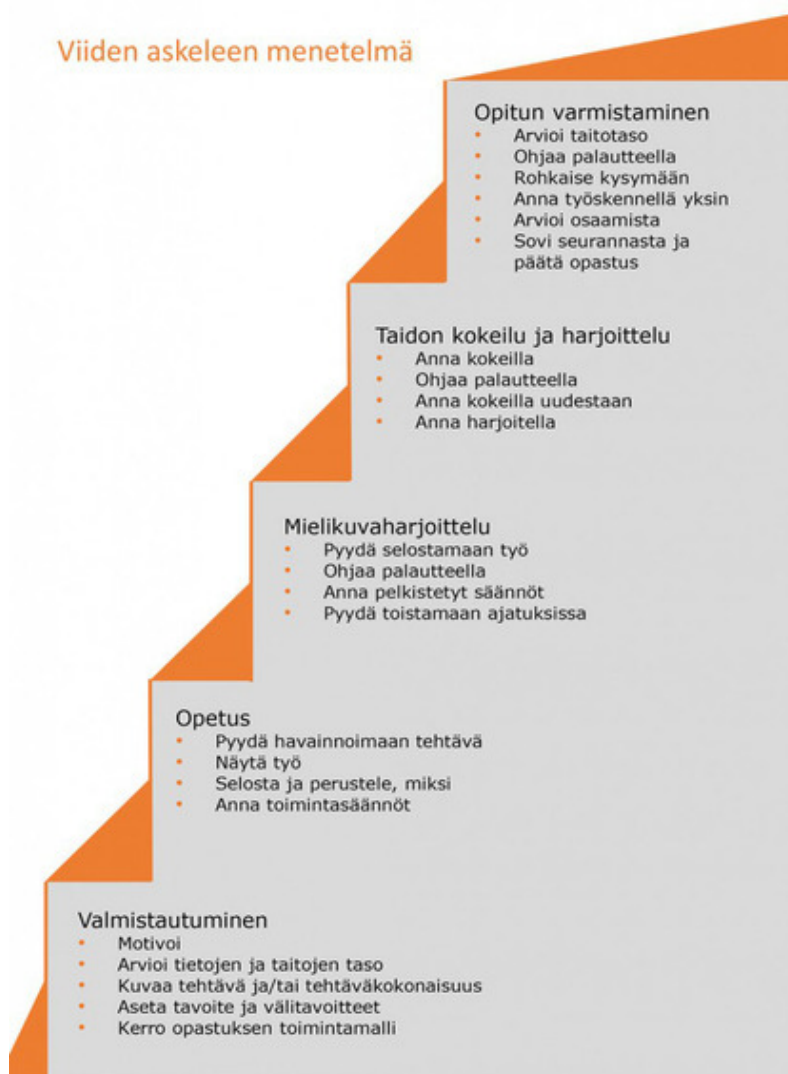 Viiden askeleen menetelmä
Opitun varmistaminen
• Arvioi taitotaso
• Ohjaa palautteella
• Rohkaise kysymään
• Anna työskennellä yksin
• Arvioi osaamista
• Sovi seurannasta ja
päätä opastus
Taidon kokeilu ja harjoittelu
• Anna kokeilla
• Ohjaa palautteella
• Anna kokeilla uudestaan
• Anna harjoitella
Mielikuvaharjoittelu
• Pyydä selostamaan työ
• Ohjaa palautteella
• Anna pelkistetyt säännöt
• Pyydä toistamaan ajatuksissa
Opetus
• Pyydä havainnoimaan tehtävä
• Näytä työ
• Selosta ja perustele, miksi
• Anna toimintasäännöt
Valmistautuminen
• Motivoi
• Arvioi tietojen ja taitojen taso
• Kuvaa tehtävä ja/tai tehtäväkokonaisuus
• Aseta tavoite ja välitavoitteet
• Kerro opastuksen toimintamalli